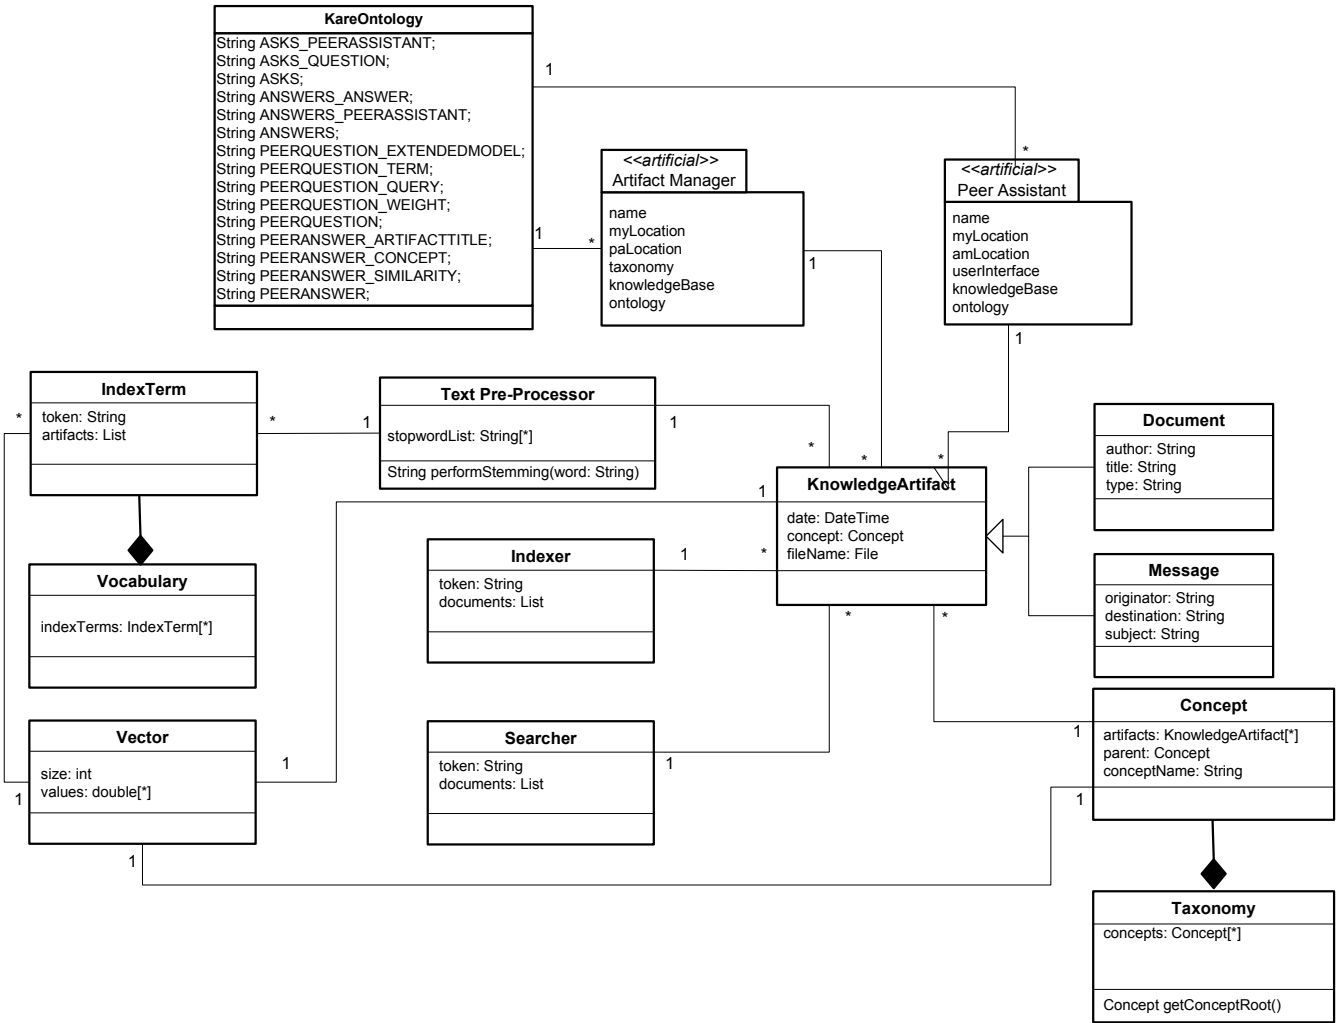 KareOntology
String ASKS_PEERASSISTANT;
String ASKS_QUESTION;
String ASKS;
String ANSWERS_ANSWER;
String ANSWERS_PEERASSISTANT;
String ANSWERS;
String PEERQUESTION_EXTENDEDMODEL;
String PEERQUESTION_TERM;
String PEERQUESTION_QUERY;
String PEERQUESTION_WEIGHT;
String PEERQUESTION;
String PEERANSWER_ARTIFACTTITLE;
String PEERANSWER_CONCEPT;
String PEERANSWER_SIMILARITY;
String PEERANSWER;
1
*
1
*
<<artificial>>
Artifact Manager
name
myLocation
paLocation
taxonomy
knowledgeBase
ontology
1
<<artificial>>
Peer Assistant
name
myLocation
amLocation
userInterface
knowledgeBase
ontology
1
IndexTerm
token: String
artifacts: List
*
*
1
Text Pre-Processor
stopwordList: String[*]
String performStemming(word: String)
1
*
*
*
KnowledgeArtifact
date: DateTime
concept: Concept
fileName: File
1
*
*
*
Document
author: String
title: String
type: String
Message
originator: String
destination: String
subject: String
Vocabulary
indexTerms: IndexTerm[*]
Indexer
token: String
documents: List
1
Vector
size: int
values: double[*]
1
1
1
Searcher
token: String
documents: List
1
Concept
artifacts: KnowledgeArtifact[*]
parent: Concept
conceptName: String
1
1
Taxonomy
concepts: Concept[*]
Concept getConceptRoot()